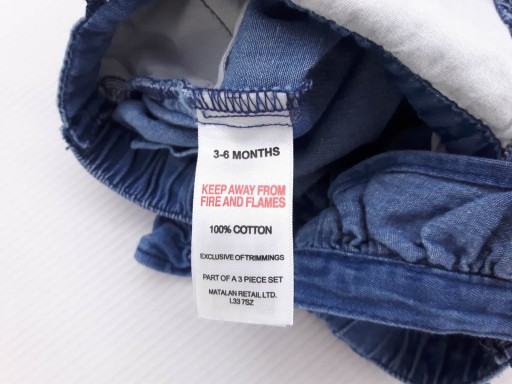 3-6 MONTHS
KEEP AWAY FROM
FIRE AND FLAMES
100% COTTON
EXCLUSIVE OF TRIMMINGS
PART OF A 3 PIECE SET
MATALAN RETAIL LTD.
L33 7SZ